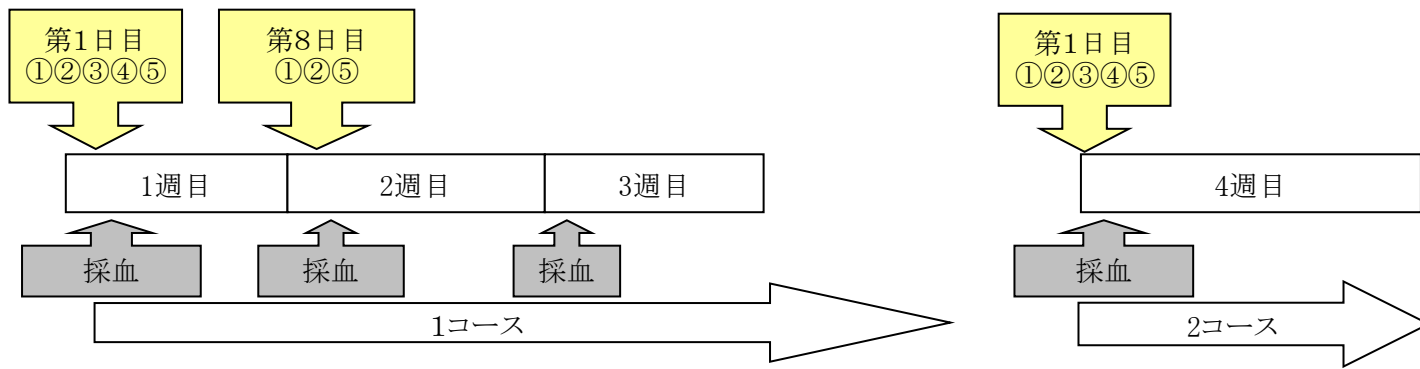 第1日目
①②③④⑤
第8日目
①②⑤
第1日目
①②③④⑤
1週目
2週目
3週目
4週目
採血
採血
採血
採血
1コース
2コース